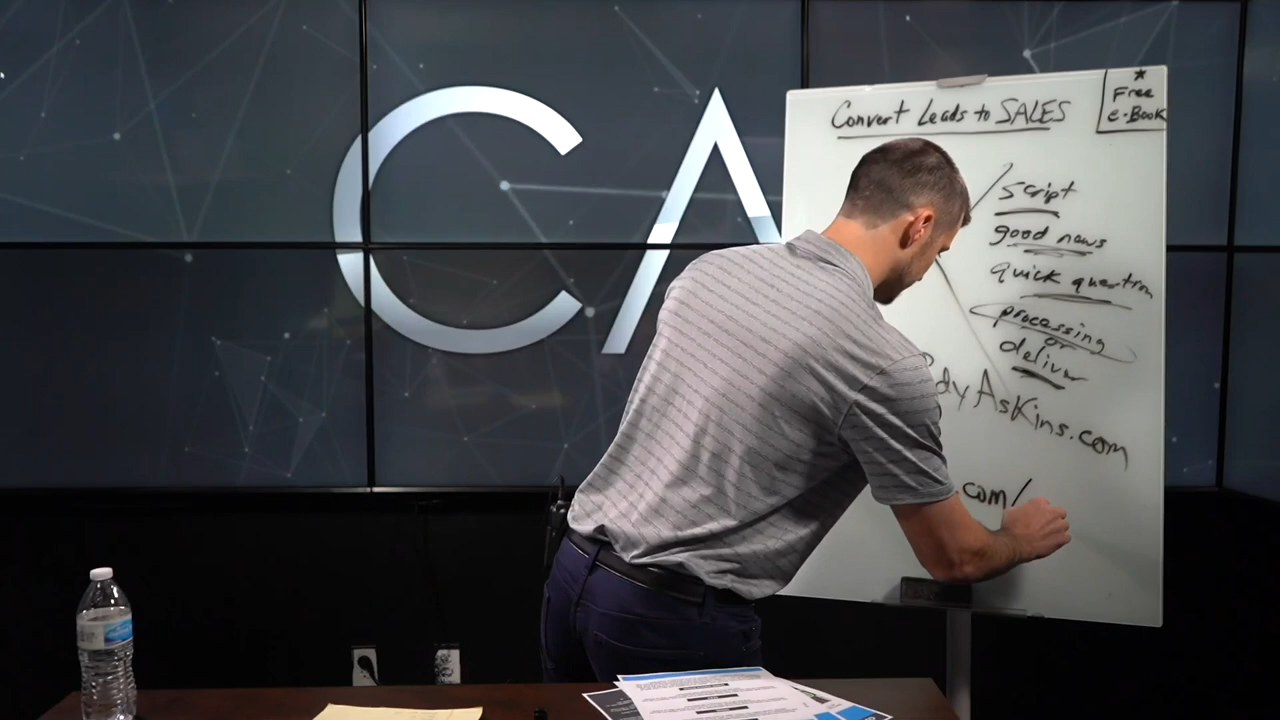 CA
Convert Leads to SALES
★ Free
e-Book
script
good news
quick question
processing
or
deliver
dyAskins.com
.com/